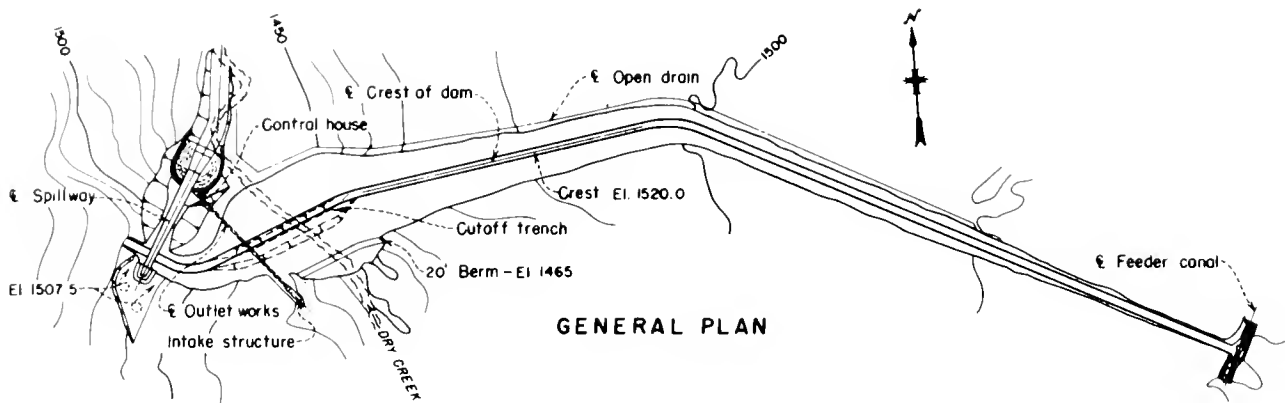 1500
1450
N
1500
℄ Open drain
℄ Crest of dam
Control house
℄ Spillway
Crest El. 1520.0
Cutoff trench
20' Berm - El 1465
℄ Feeder canal
El 1507.5
℄ Outlet works
Intake structure
GENERAL PLAN
DRY CREEK